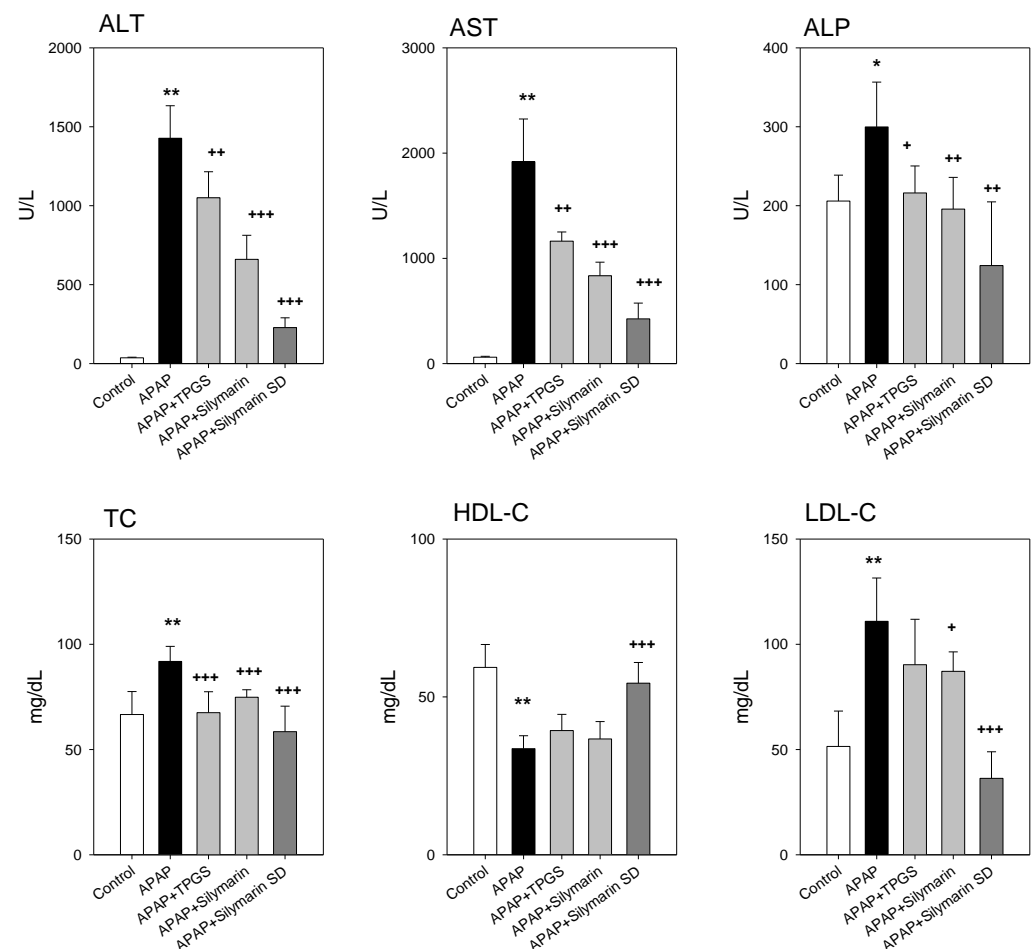 ALT
2000
1500
1000
500
0
U/L
**
++
+++
+++
Control
APAP
APAP+TPGS
APAP+Silymarin
APAP+Silymarin SD
AST
3000
2000
1000
0
U/L
**
++
+++
+++
Control
APAP
APAP+TPGS
APAP+Silymarin
APAP+Silymarin SD
ALP
400
300
200
100
0
U/L
*
+
++
++
Control
APAP
APAP+TPGS
APAP+Silymarin
APAP+Silymarin SD
TC
150
100
50
0
mg/dL
**
+++
+++
+++
Control
APAP
APAP+TPGS
APAP+Silymarin
APAP+Silymarin SD
HDL-C
100
50
0
mg/dL
**
+++
Control
APAP
APAP+TPGS
APAP+Silymarin
APAP+Silymarin SD
LDL-C
150
100
50
0
mg/dL
**
+
+++
Control
APAP
APAP+TPGS
APAP+Silymarin
APAP+Silymarin SD